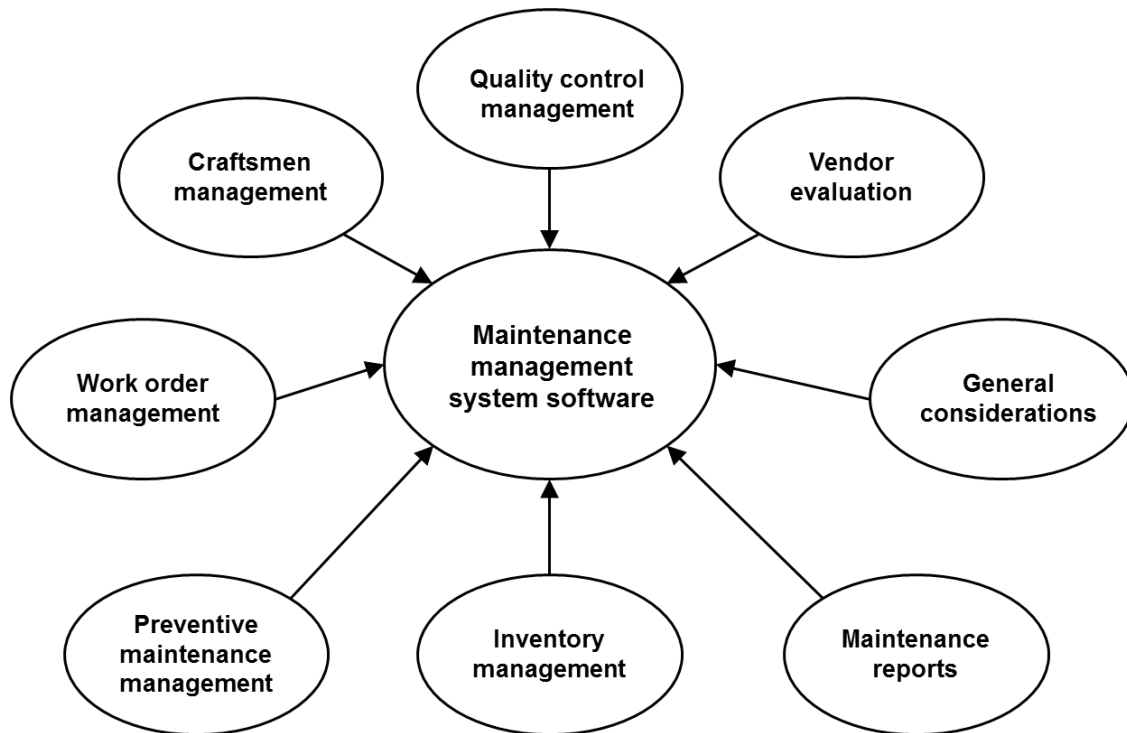 Quality control
management
Craftsmen
management
Vendor
evaluation
Maintenance
management
system software
Work order
management
General
considerations
Preventive
maintenance
management
Inventory
management
Maintenance
reports